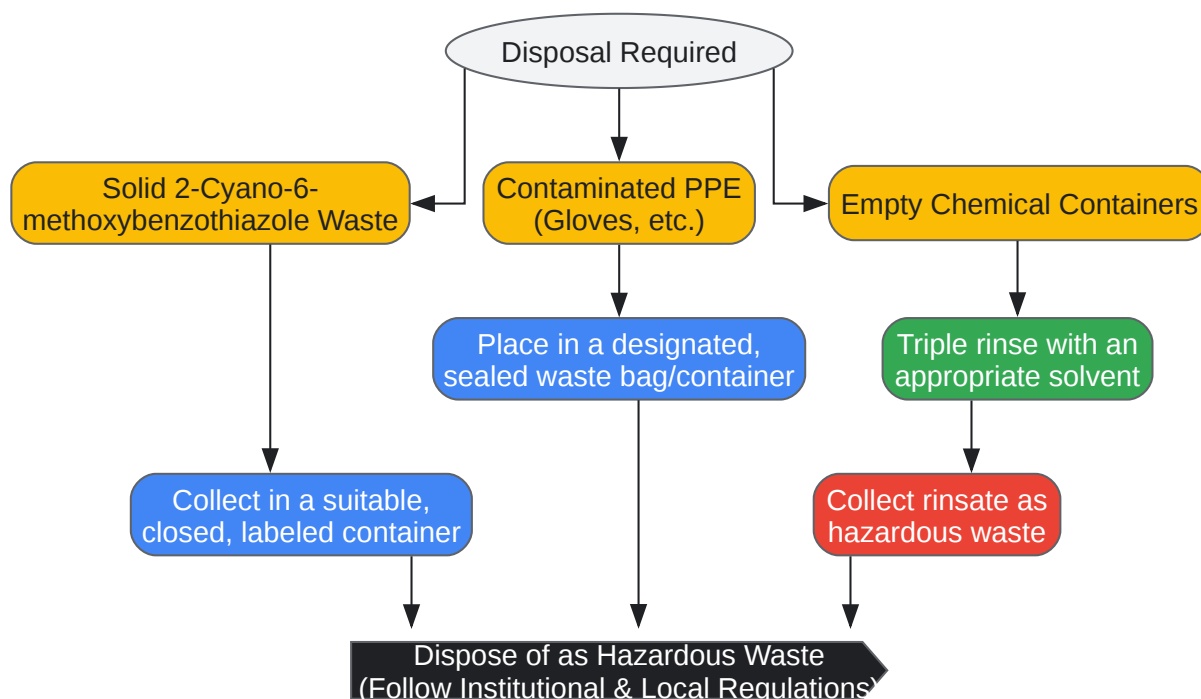 Disposal Required
Solid 2-Cyano-6-
methoxybenzothiazole Waste
Contaminated PPE
(Gloves, etc.)
Empty Chemical Containers
Place in a designated,
sealed waste bag/container
Triple rinse with an
appropriate solvent
Collect in a suitable,
closed, labeled container
Collect rinsate as
hazardous waste
Dispose of as Hazardous Waste
(Follow Institutional & Local Regulations)